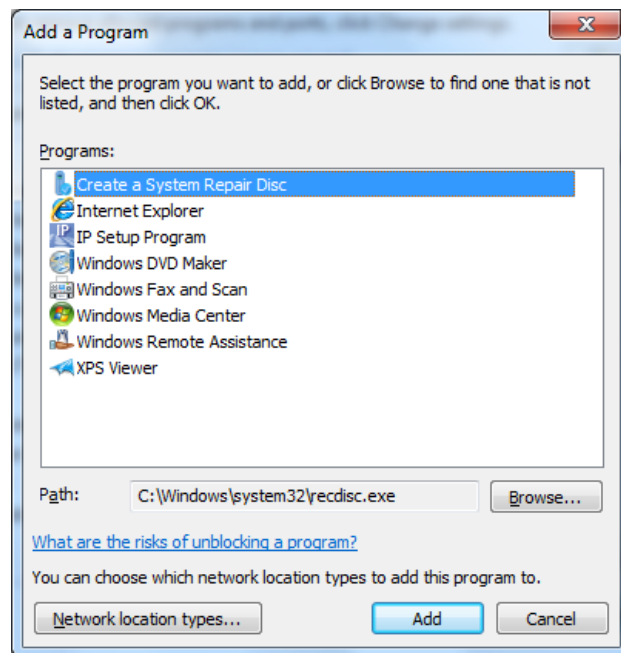 Add a Program
Select the program you want to add, or click Browse to find one that is not
listed, and then click OK.
Programs:
Create a System Repair Disc
Internet Explorer
IP Setup Program
Windows DVD Maker
Windows Fax and Scan
Windows Media Center
Windows Remote Assistance
XPS Viewer
Path:
C:\Windows\system32\recdisc.exe
Browse...
What are the risks of unblocking a program?
You can choose which network location types to add this program to.
Network location types...
Add
Cancel